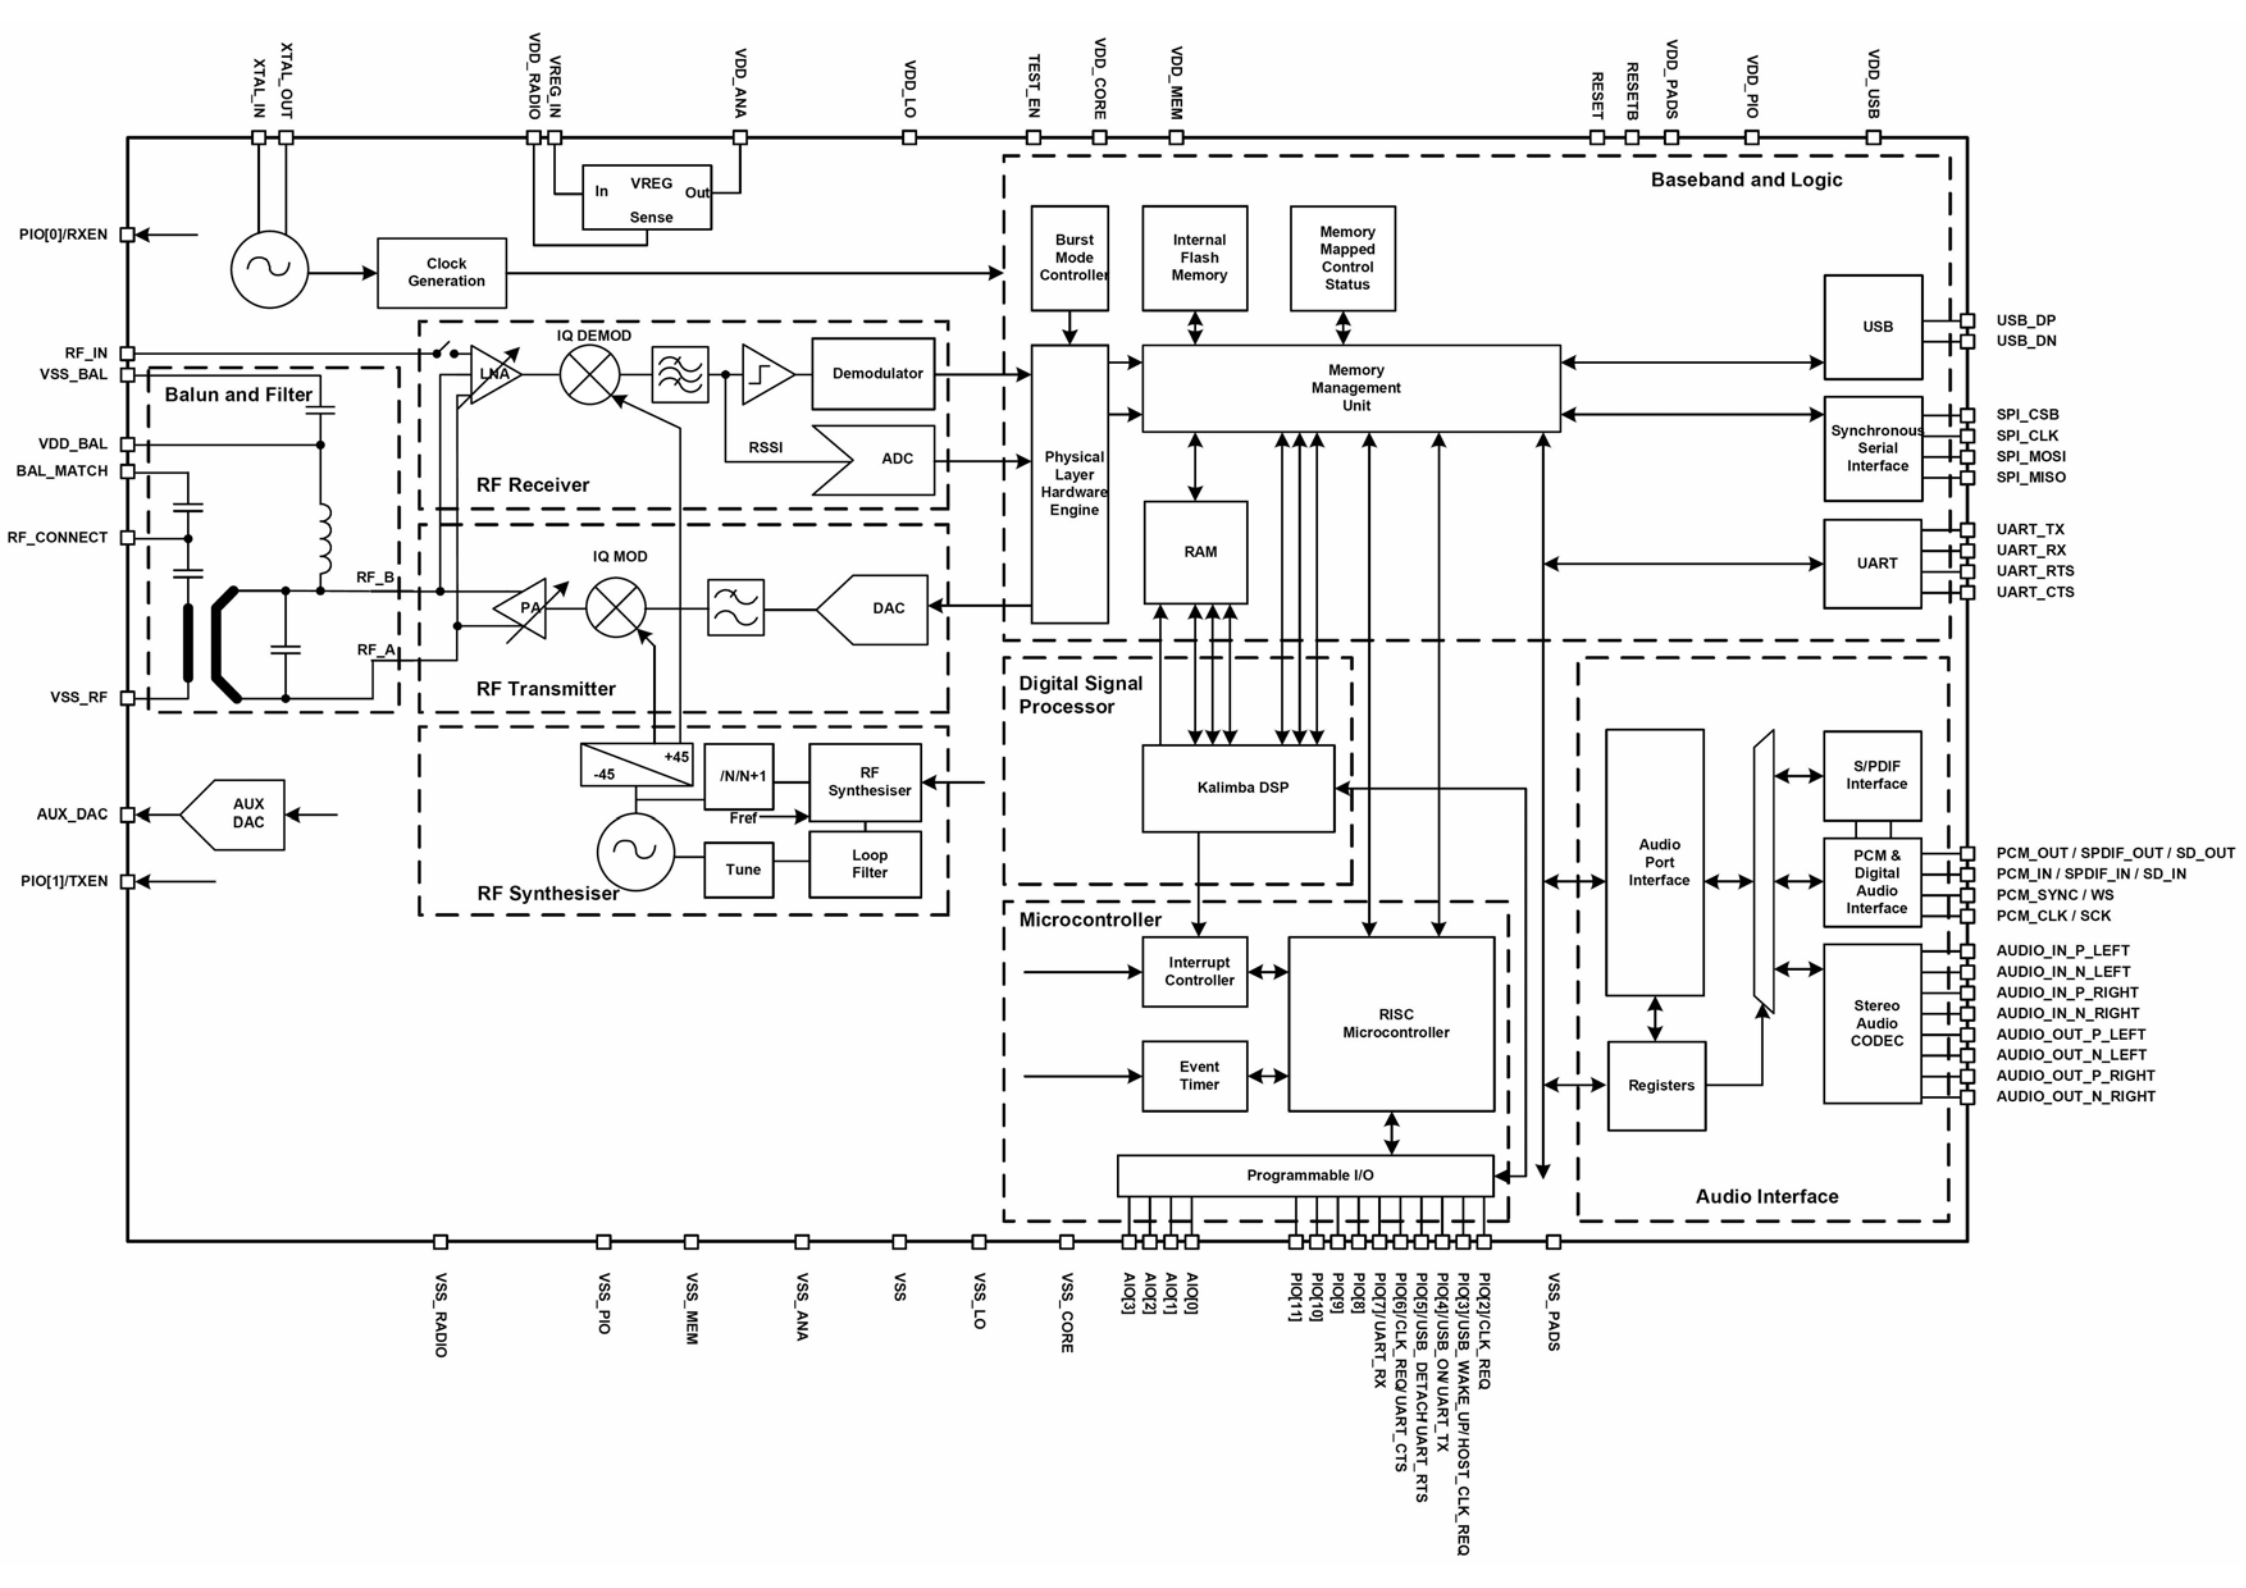 XTAL_IN
XTAL_OUT
VDD_RADIO
VREG_IN
VDD_ANA
VDD_LO
TEST_EN
VDD_CORE
VDD_MEM
RESET
RESETB
VDD_PADS
VDD_PIO
VDD_USB
PIO[0]/RXEN
RF_IN
VSS_BAL
VDD_BAL
BAL_MATCH
RF_CONNECT
VSS_RF
AUX_DAC
PIO[1]/TXEN
In
VREG
Out
Sense
Clock
Generation
Balun and Filter
RF_B
RF_A
AUX
DAC
IQ DEMOD
LNA
Demodulator
RSSI
ADC
RF Receiver
IQ MOD
PA
DAC
RF Transmitter
-45
+45
/N/N+1
RF
Synthesiser
Fref
Tune
Loop
Filter
RF Synthesiser
Baseband and Logic
Burst
Mode
Controller
Internal
Flash
Memory
Memory
Mapped
Control
Status
Physical
Layer
Hardware
Engine
Memory
Management
Unit
RAM
USB
Synchronous
Serial
Interface
UART
Digital Signal
Processor
Kalimba DSP
Microcontroller
Interrupt
Controller
Event
Timer
RISC
Microcontroller
Programmable I/O
Audio
Port
Interface
Registers
S/PDIF
Interface
PCM &
Digital
Audio
Interface
Stereo
Audio
CODEC
Audio Interface
USB_DP
USB_DN
SPI_CSB
SPI_CLK
SPI_MOSI
SPI_MISO
UART_TX
UART_RX
UART_RTS
UART_CTS
PCM_OUT / SPDIF_OUT / SD_OUT
PCM_IN / SPDIF_IN / SD_IN
PCM_SYNC / WS
PCM_CLK / SCK
AUDIO_IN_P_LEFT
AUDIO_IN_N_LEFT
AUDIO_IN_P_RIGHT
AUDIO_IN_N_RIGHT
AUDIO_OUT_P_LEFT
AUDIO_OUT_N_LEFT
AUDIO_OUT_P_RIGHT
AUDIO_OUT_N_RIGHT
VSS_RADIO
VSS_PIO
VSS_MEM
VSS_ANA
VSS
VSS_LO
VSS_CORE
AIO[3]
AIO[2]
AIO[1]
AIO[0]
PIO[11]
PIO[10]
PIO[9]
PIO[8]
PIO[7]/UART_RX
PIO[6]/CLK_REQ/UART_CTS
PIO[5]/USB_DETACH/UART_RTS
PIO[4]/USB_ON/UART_TX
PIO[3]/USB_WAKE_UP/HOST_CLK_REQ
PIO[2]/CLK_REQ
VSS_PADS